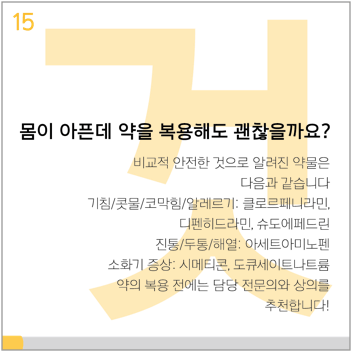 15
젖
몸이 아픈데 약을 복용해도 괜찮을까요?
비교적 안전한 것으로 알려진 약물은
다음과 같습니다
기침/콧물/코막힘/알레르기: 클로르페니라민,
디펜히드라민, 슈도에페드린
진통/두통/해열: 아세트아미노펜
소화기 증상: 시메티콘, 도큐세이트나트륨
약의 복용 전에는 담당 전문의와 상의를
추천합니다!